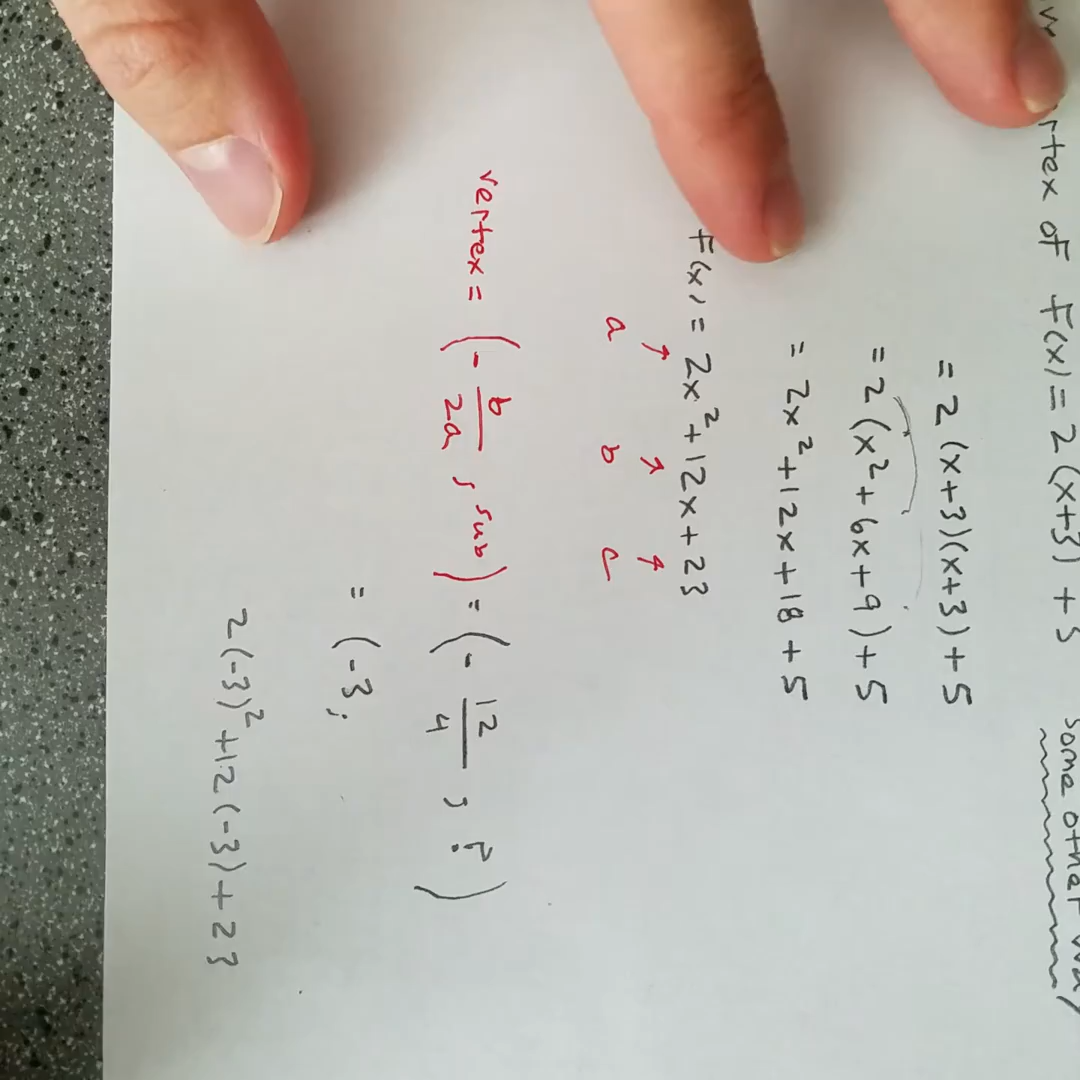 vertex of F(x) = 2(x+3) + 5 some other way
= 2(x+3)(x+3)+5
= 2(x²+6x+9)+5
= 2x²+12x+18+5
F(x) = 2x²+12x+23
a b c
vertex = (- b/2a, sub) = (- 12/4, ?)
= (-3,
2(-3)²+12(-3)+23